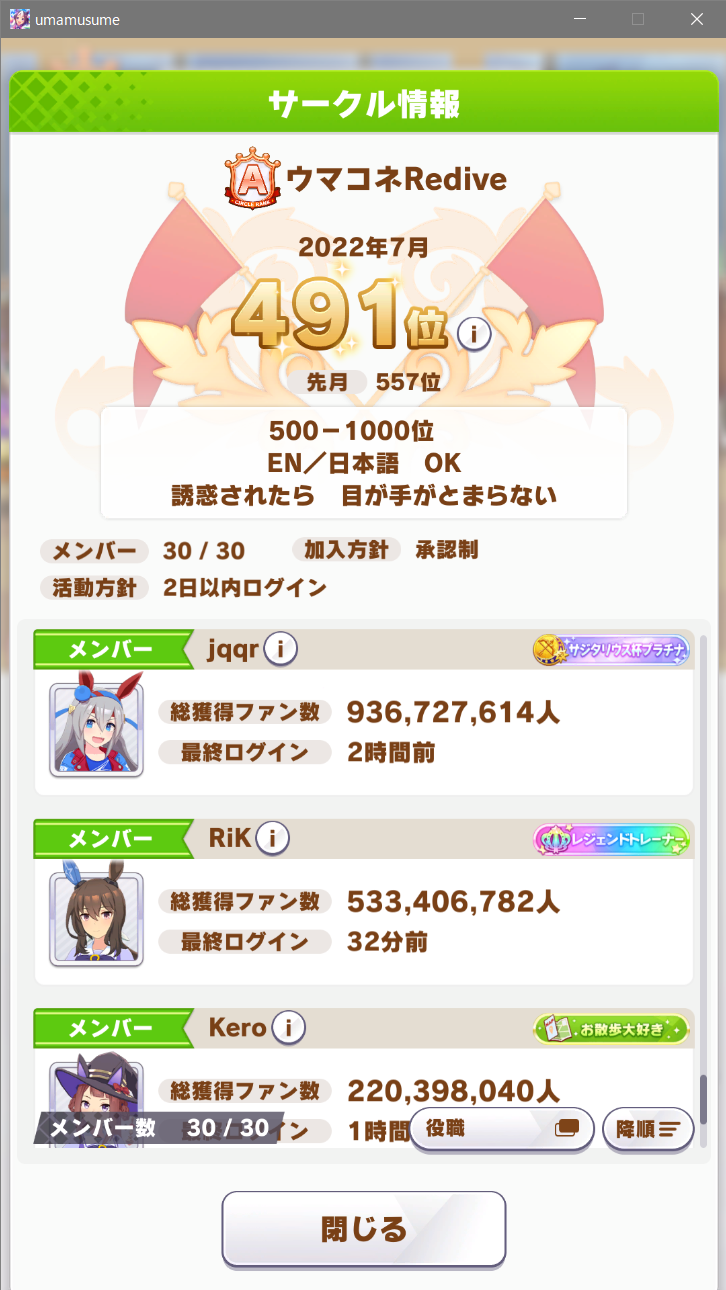 umamusume
サークル情報
A
CIRCLE RANK
ウマコネRedive
2022年7月
491位
i
先月 557位
500－1000位
EN／日本語　OK
誘惑されたら　目が手がとまらない
メンバー 30 / 30 加入方針 承認制
活動方針 2日以内ログイン
メンバー jqqr i サジタリウス杯プラチナ
総獲得ファン数 936,727,614人
最終ログイン 2時間前
メンバー RiK i レジェンドトレーナー
総獲得ファン数 533,406,782人
最終ログイン 32分前
メンバー Kero i お散歩大好き
総獲得ファン数 220,398,040人
メンバー数 30 / 30 イン 1時間 役職 降順
閉じる